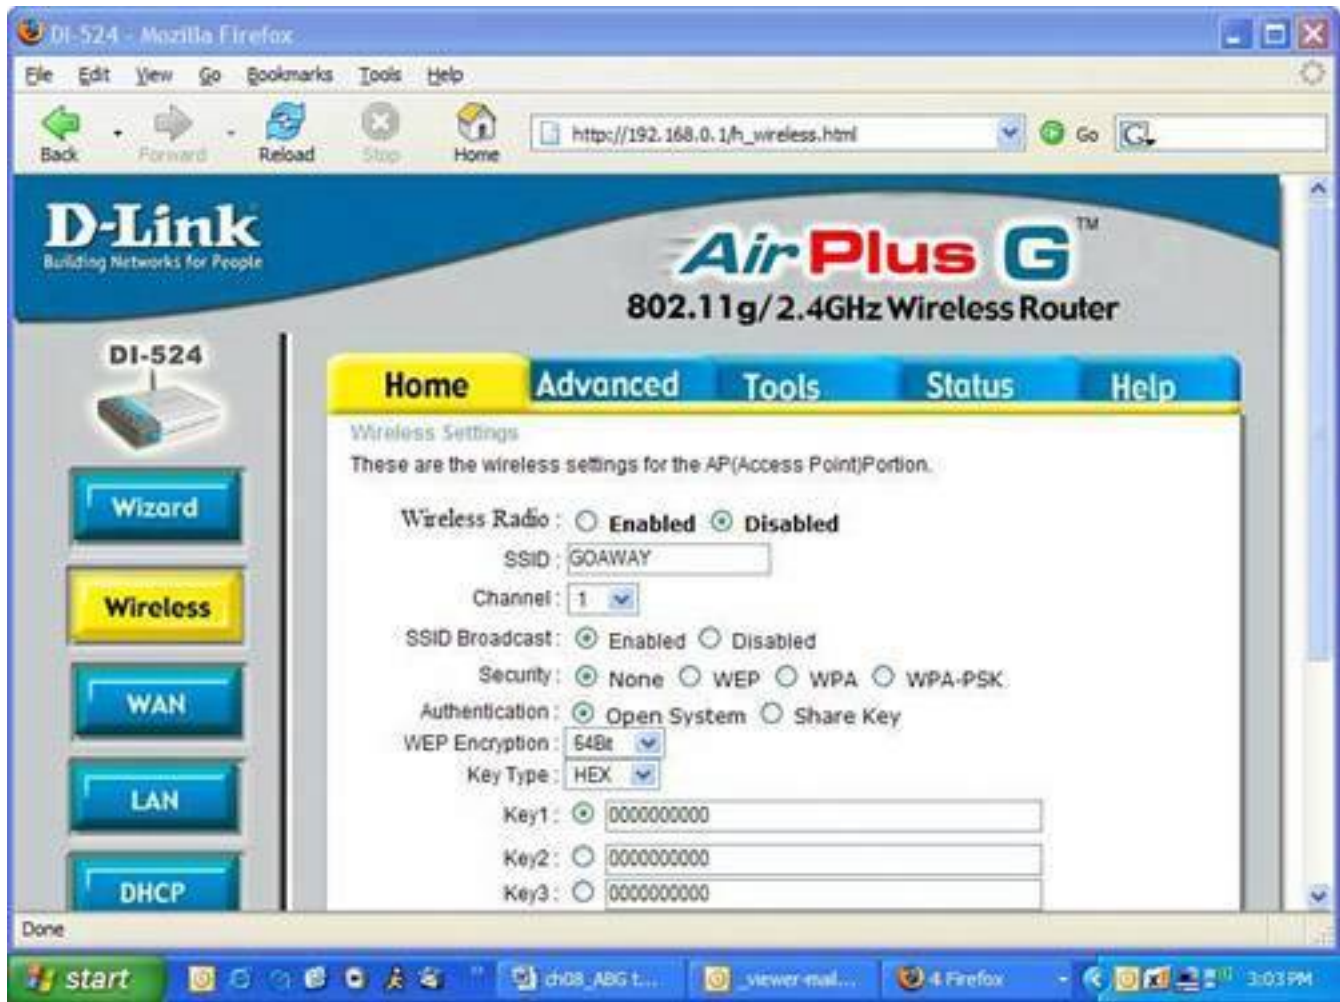 DI-524 - Mozilla Firefox
File Edit View Go Bookmarks Tools Help
Back Forward Reload Stop Home http://192.168.0.1/h_wireless.html Go
D-Link
Building Networks for People
Air Plus G™
802.11g/2.4GHz Wireless Router
DI-524
Home Advanced Tools Status Help
Wireless Settings
These are the wireless settings for the AP(Access Point)Portion.
Wizard
Wireless Radio : Enabled Disabled
SSID : GOAWAY
Channel : 1
Wireless
SSID Broadcast : Enabled Disabled
Security : None WEP WPA WPA-PSK
WAN
Authentication : Open System Share Key
WEP Encryption : 64Bit
Key Type : HEX
LAN
Key1 : 0000000000
Key2 : 0000000000
DHCP
Key3 : 0000000000
Done
start ch08_ABG t... _viewer-mail... 4 Firefox 3:03 PM